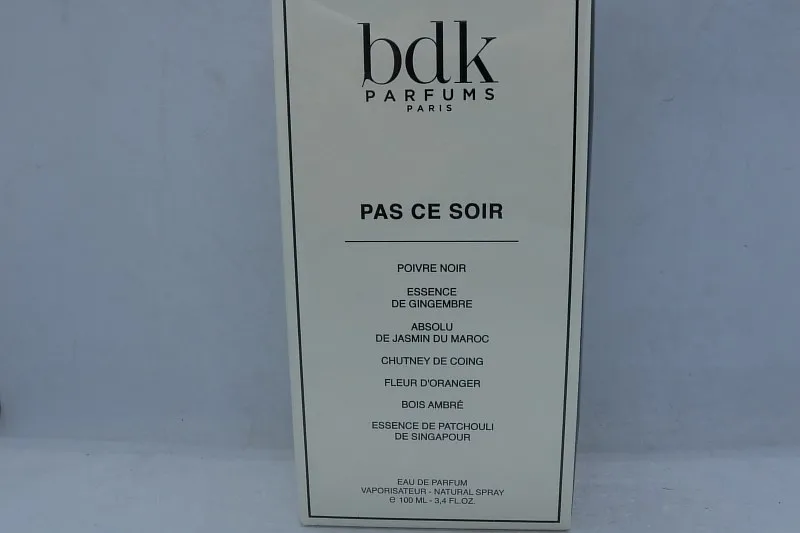 bdk
PARFUMS
PARIS
PAS CE SOIR
POIVRE NOIR
ESSENCE
DE GINGEMBRE
ABSOLU
DE JASMIN DU MAROC
CHUTNEY DE COING
FLEUR D'ORANGER
BOIS AMBRÉ
ESSENCE DE PATCHOULI
DE SINGAPOUR
EAU DE PARFUM
VAPORISATEUR - NATURAL SPRAY
℮ 100 ML - 3,4 FL.OZ.